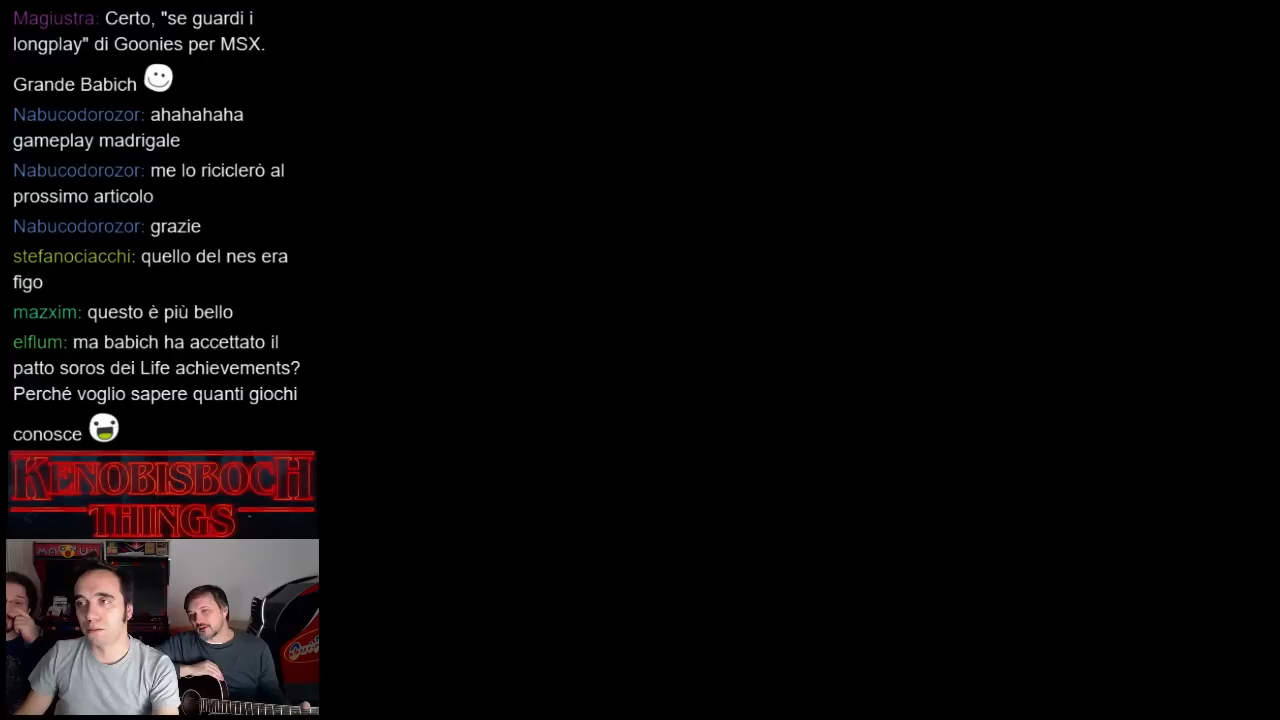 Magiustra: Certo, "se guardi i
longplay" di Goonies per MSX.
Grande Babich
Nabucodorozor: ahahahaha
gameplay madrigale
Nabucodorozor: me lo riciclerò al
prossimo articolo
Nabucodorozor: grazie
stefanociacchi: quello del nes era
figo
mazxim: questo è più bello
elflum: ma babich ha accettato il
patto soros dei Life achievements?
Perché voglio sapere quanti giochi
conosce
KENOBISBOCH
THINGS